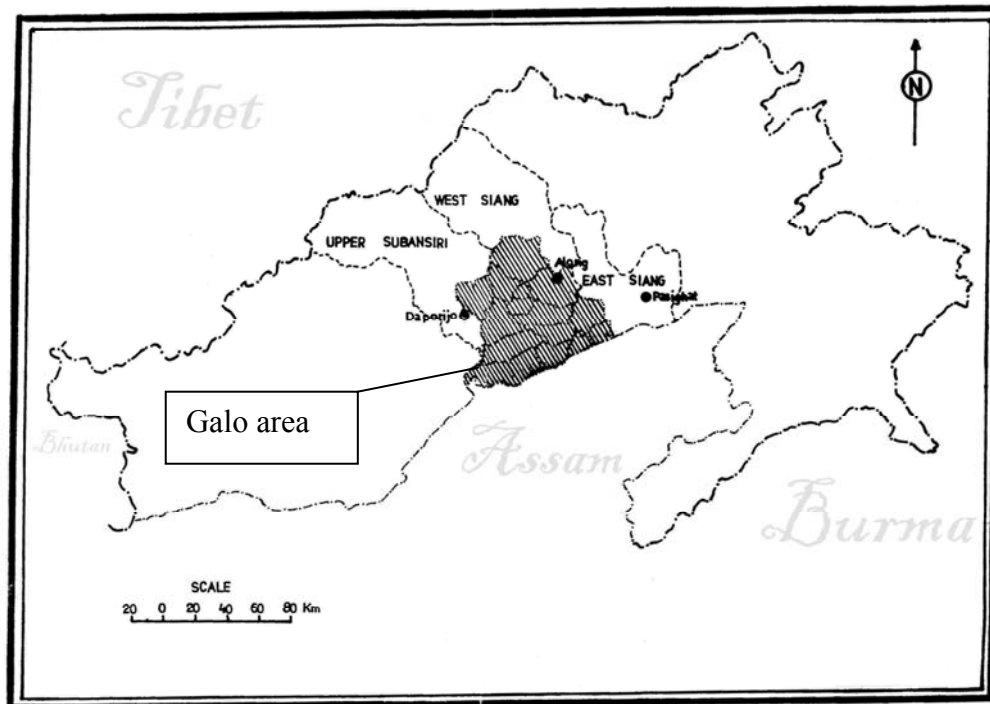 Tibet
N
WEST SIANG
UPPER SUBANSIRI
Along
EAST SIANG
Pasighat
Daporijo
Galo area
Bhutan
Assam
Burma
SCALE
20 0 20 40 60 80 Km